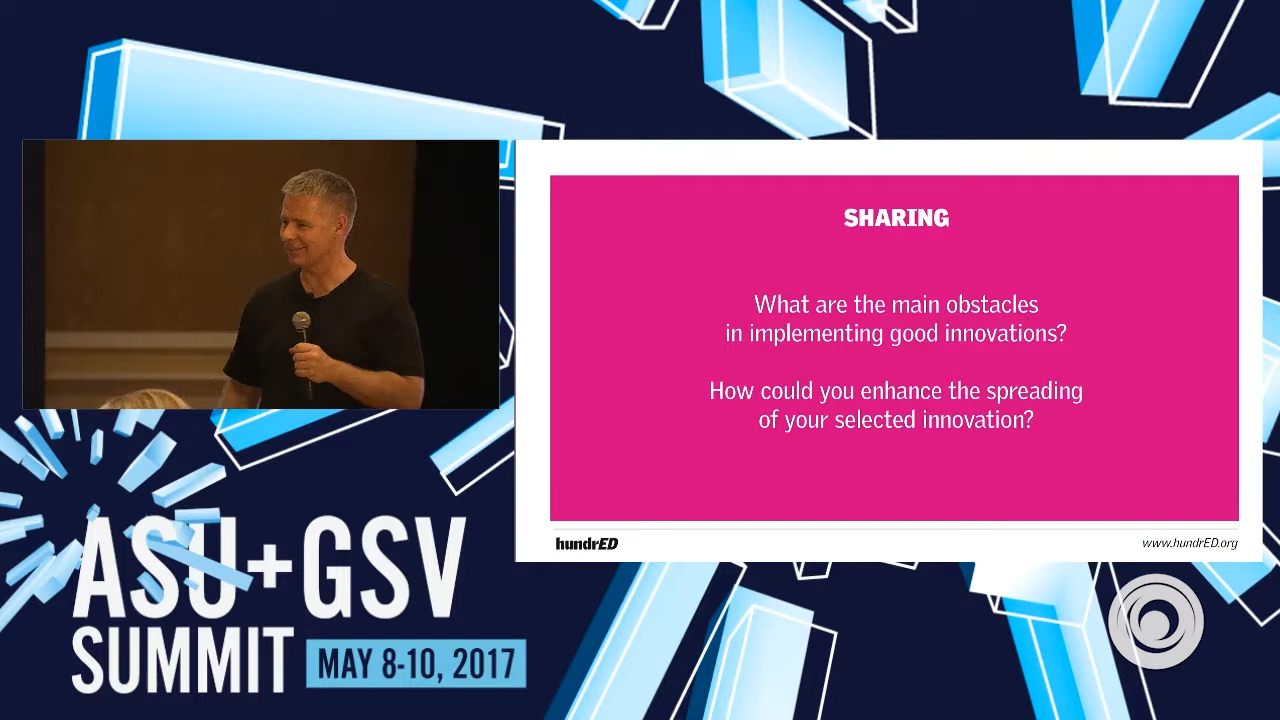 SHARING
What are the main obstacles
in implementing good innovations?
How could you enhance the spreading
of your selected innovation?
hundrED
www.hundrED.org
ASU+GSV
SUMMIT
MAY 8-10, 2017